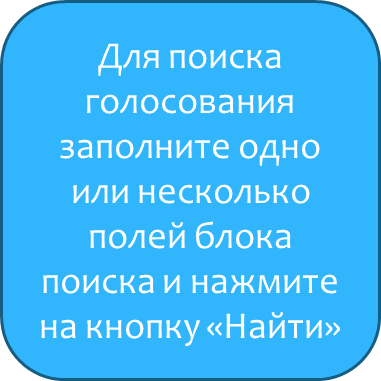 Для поиска
голосования
заполните одно
или несколько
полей блока
поиска и нажмите
на кнопку «Найти»